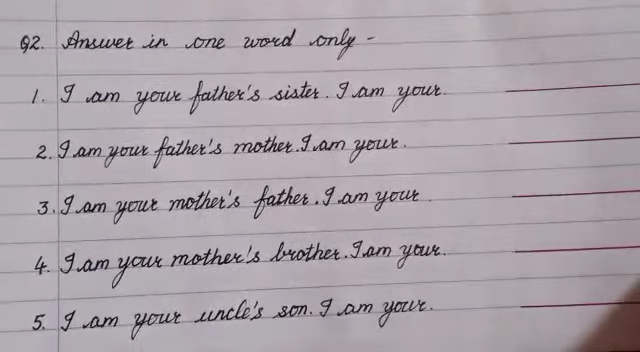 Q2. Answer in one word only -
1. I am your father's sister. I am your.
2. I am your father's mother. I am your.
3. I am your mother's father. I am your.
4. I am your mother's brother. I am your.
5. I am your uncle's son. I am your.